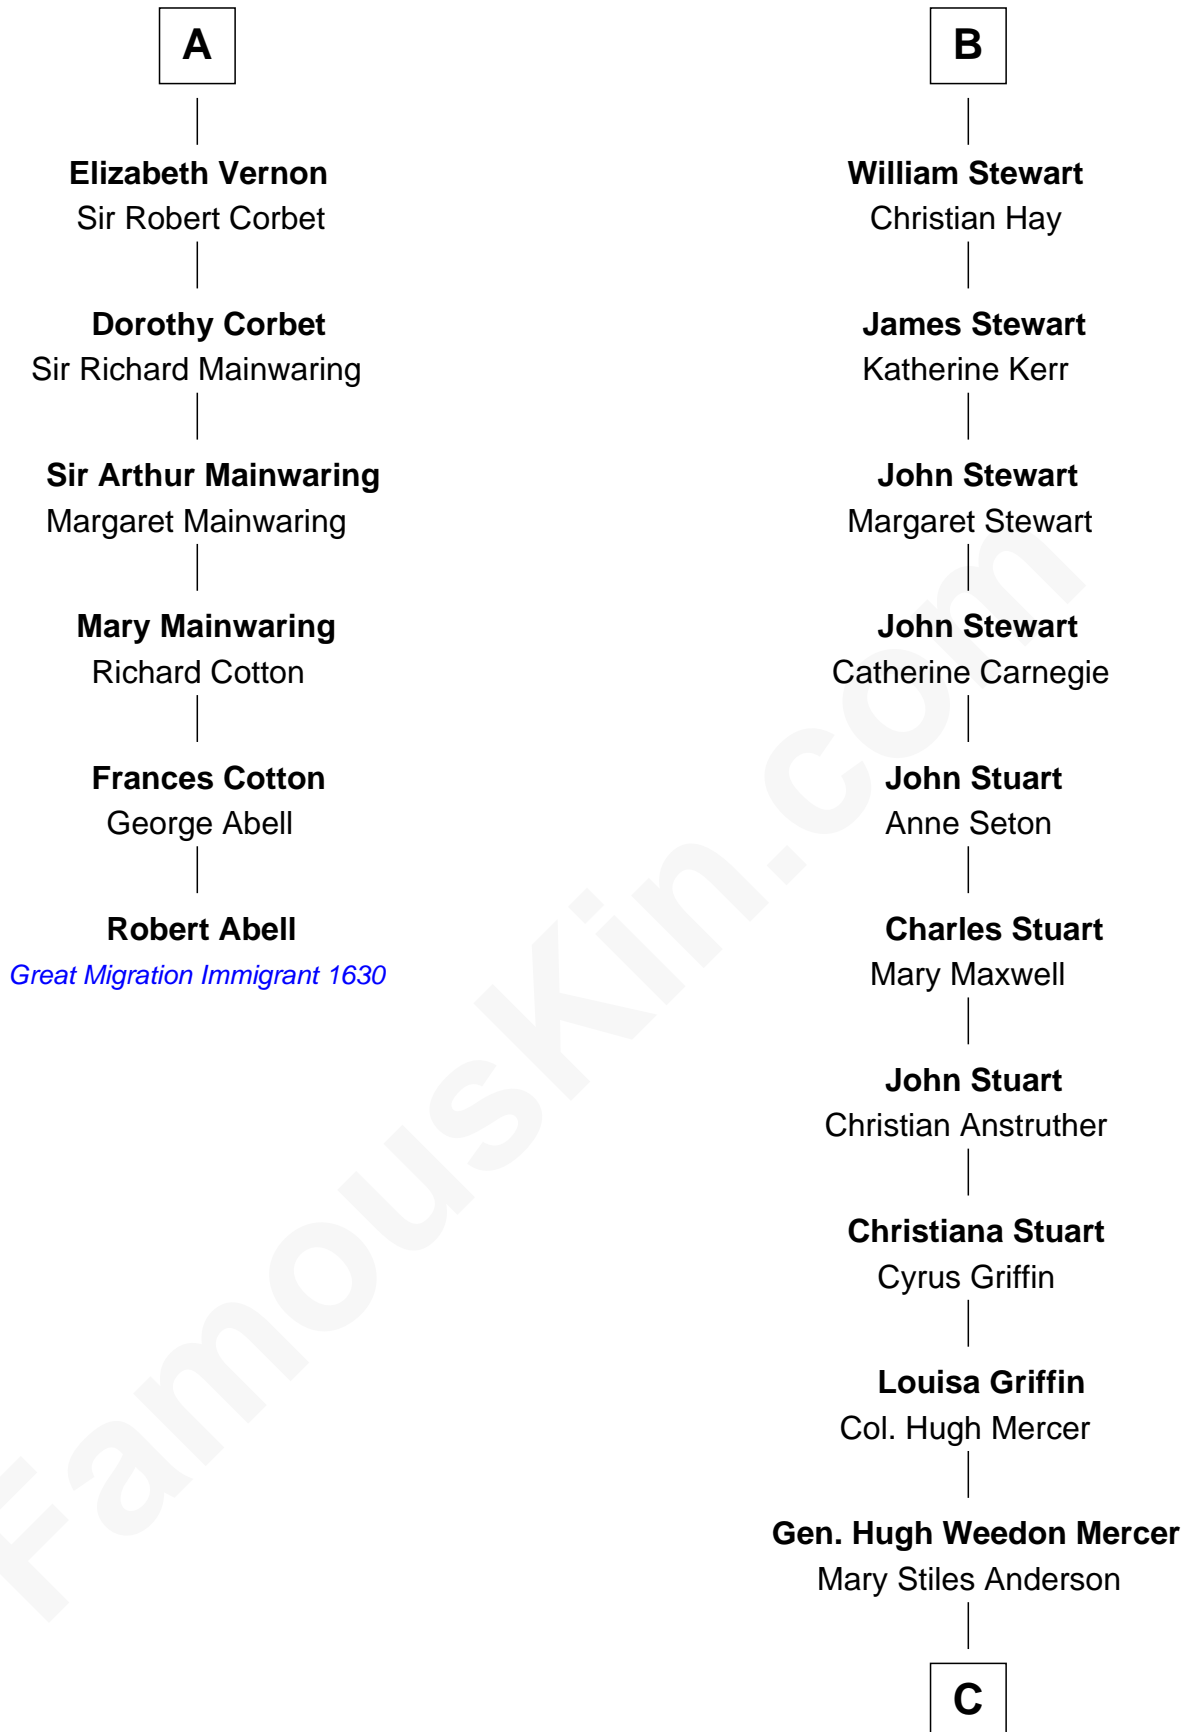 A
Elizabeth Vernon
Sir Robert Corbet
Dorothy Corbet
Sir Richard Mainwaring
Sir Arthur Mainwaring
Margaret Mainwaring
Mary Mainwaring
Richard Cotton
Frances Cotton
George Abell
Robert Abell
Great Migration Immigrant 1630
B
William Stewart
Christian Hay
James Stewart
Katherine Kerr
John Stewart
Margaret Stewart
John Stewart
Catherine Carnegie
John Stuart
Anne Seton
Charles Stuart
Mary Maxwell
John Stuart
Christian Anstruther
Christiana Stuart
Cyrus Griffin
Louisa Griffin
Col. Hugh Mercer
Gen. Hugh Weedon Mercer
Mary Stiles Anderson
C
FamousKin.com